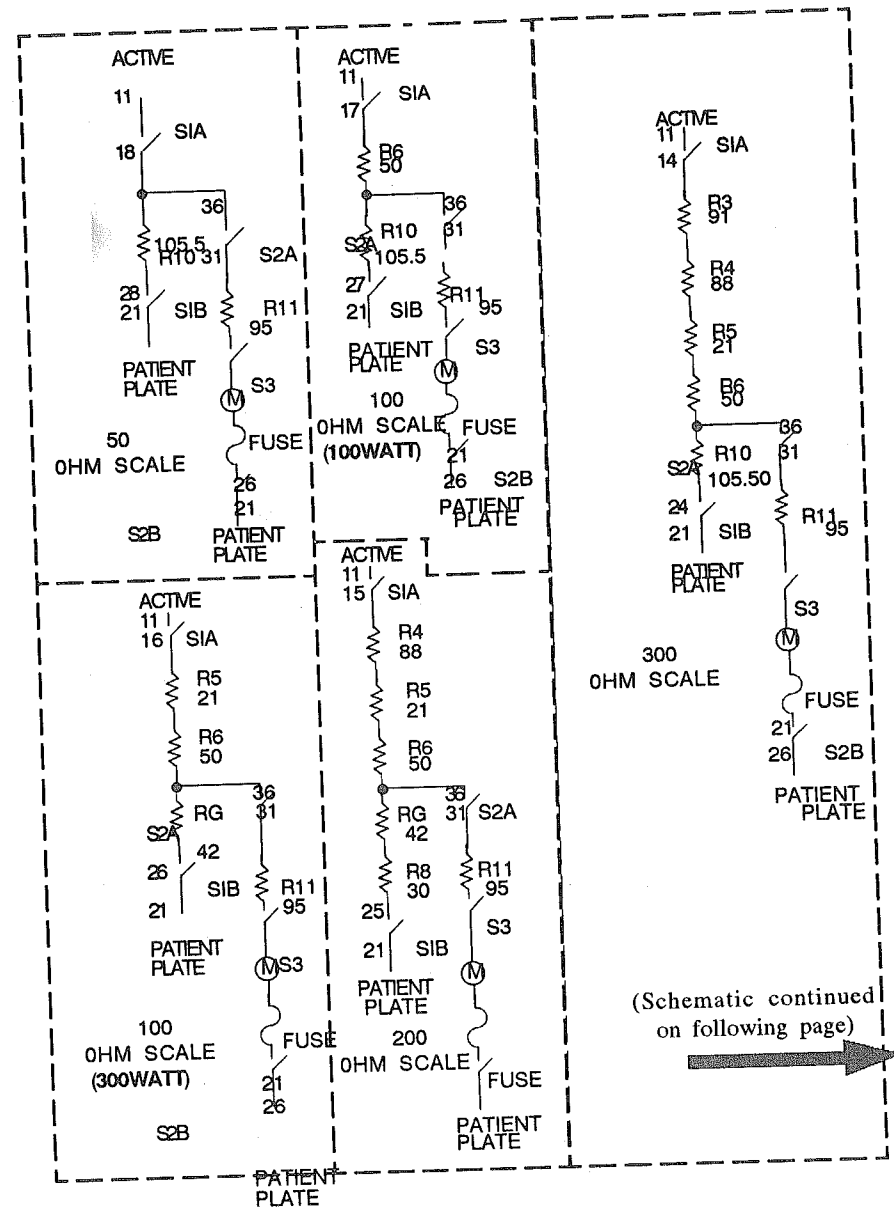 ACTIVE
11
18
SIA
36
105.5
R10
31
S2A
28
21
SIB
R11
95
PATIENT
PLATE
S3
M
50
OHM SCALE
FUSE
26
21
S2B
PATIENT
PLATE
ACTIVE
11
17
SIA
R6
50
36
31
R10
S2A
105.5
27
21
SIB
R11
95
PATIENT
PLATE
S3
M
100
OHM SCALE
(100WATT)
FUSE
21
26
S2B
PATIENT
PLATE
ACTIVE
11
14
SIA
R3
91
R4
88
R5
21
R6
50
36
31
R10
S2A
105.50
24
21
SIB
R11
95
PATIENT
PLATE
S3
M
300
OHM SCALE
FUSE
21
26
S2B
PATIENT
PLATE
ACTIVE
11
16
SIA
R5
21
R6
50
36
31
RG
S2A
42
26
SIB
21
R11
95
PATIENT
PLATE
M
S3
100
OHM SCALE
(300WATT)
FUSE
21
26
S2B
PATIENT
PLATE
ACTIVE
11
15
SIA
R4
88
R5
21
R6
50
36
31
S2A
RG
42
R8
30
R11
95
25
21
SIB
S3
PATIENT
PLATE
M
200
OHM SCALE
FUSE
PATIENT
PLATE
(Schematic continued
on following page)